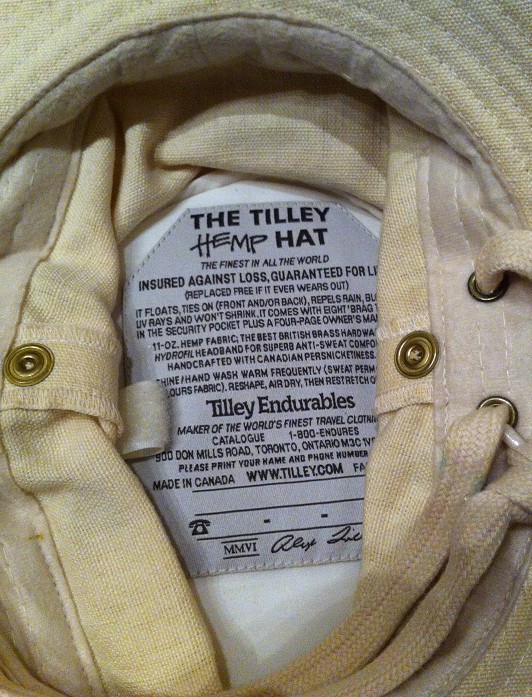 THE TILLEY
HEMP HAT
THE FINEST IN ALL THE WORLD
INSURED AGAINST LOSS, GUARANTEED FOR
(REPLACED FREE IF IT EVER WEARS OUT)
IT FLOATS, TIES ON (FRONT AND/OR BACK), REPELS RAIN,
UV RAYS AND WON'T SHRINK. IT COMES WITH EIGHT "BRAG
IN THE SECURITY POCKET PLUS A FOUR-PAGE OWNER'S
11-OZ. HEMP FABRIC; THE BEST BRITISH BRASS
HYDROFIL HEADBAND FOR SUPERB ANTI-SWEAT
HANDCRAFTED WITH CANADIAN PERSNICKETINESS.
/HAND WASH WARM FREQUENTLY (SWEAT
FABRIC). RESHAPE, AIR DRY, THEN RESTRETCH
Tilley Endurables
MAKER OF THE WORLD'S FINEST TRAVEL
CATALOGUE 1-800-ENDURES
900 DON MILLS ROAD, TORONTO, ONTARIO M3C
PLEASE PRINT YOUR NAME AND PHONE NUMBER
MADE IN CANADA WWW.TILLEY.COM
- -
MMVI Alex